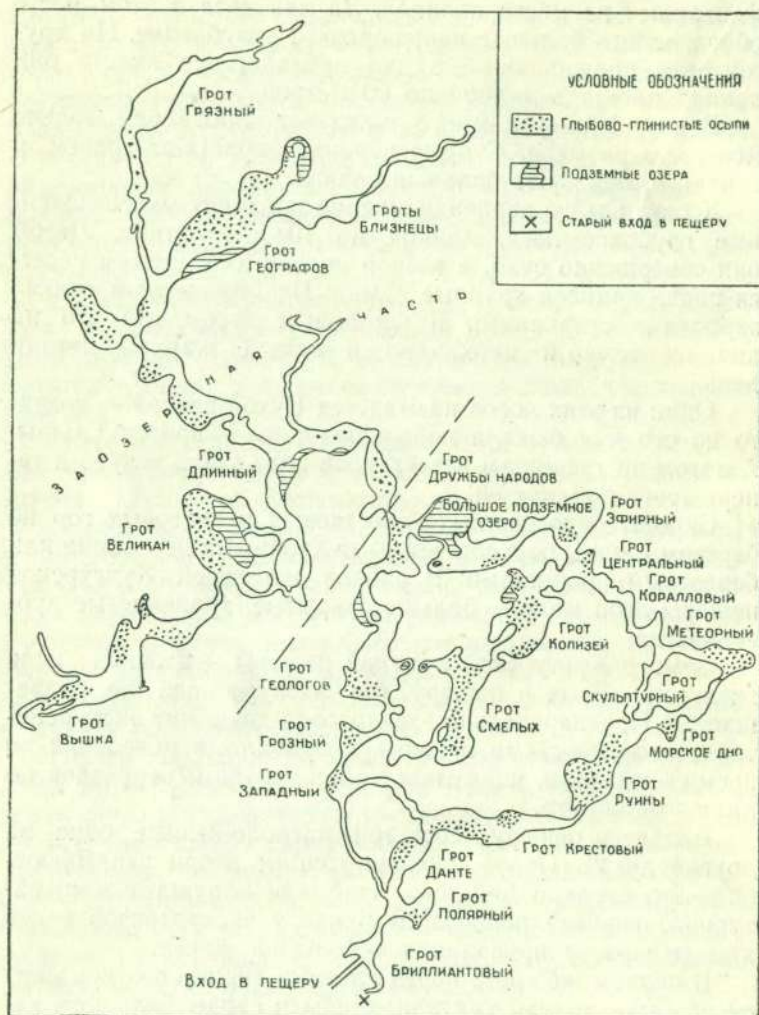 УСЛОВНЫЕ ОБОЗНАЧЕНИЯ
Глыбово-глинистые осыпи
Подземные озера
Старый вход в пещеру
Грот
Грязный
Гроты
Близнецы
Грот
Географов
ЗАОЗЕРНАЯ ЧАСТЬ
Грот
Длинный
Грот
Дружбы народов
Большое подземное
озеро
Грот
Эфирный
Грот
Великан
Грот
Центральный
Грот
Коралловый
Грот
Метеорный
Грот
Колизей
Грот
Геологов
Грот
Скульптурный
Грот
Вышка
Грот
Смелых
Грот
Грозный
Грот
Морское дно
Грот
Западный
Грот
Руины
Грот
Крестовый
Грот
Данте
Грот
Полярный
Грот
Бриллиантовый
Вход в пещеру